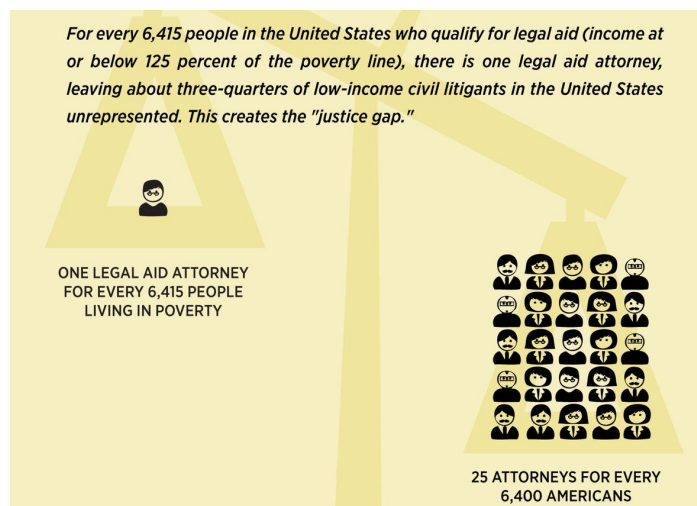 For every 6,415 people in the United States who qualify for legal aid (income at
or below 125 percent of the poverty line), there is one legal aid attorney,
leaving about three-quarters of low-income civil litigants in the United States
unrepresented. This creates the "justice gap."
ONE LEGAL AID ATTORNEY
FOR EVERY 6,415 PEOPLE
LIVING IN POVERTY
25 ATTORNEYS FOR EVERY
6,400 AMERICANS